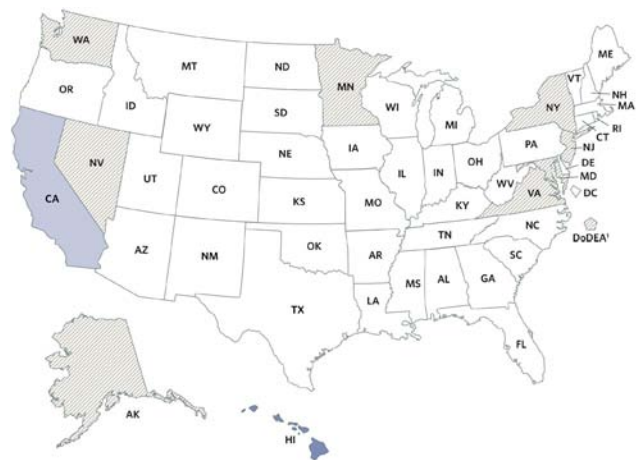 WA
MT
ND
MN
ME
VT
NH
MA
OR
ID
SD
WI
NY
RI
CT
WY
MI
IA
PA
NJ
NE
OH
DE
NV
IL
IN
MD
UT
WV
VA
DC
CA
CO
KS
MO
KY
DoDEA¹
NC
TN
AZ
NM
OK
AR
SC
MS
AL
GA
TX
LA
FL
AK
HI